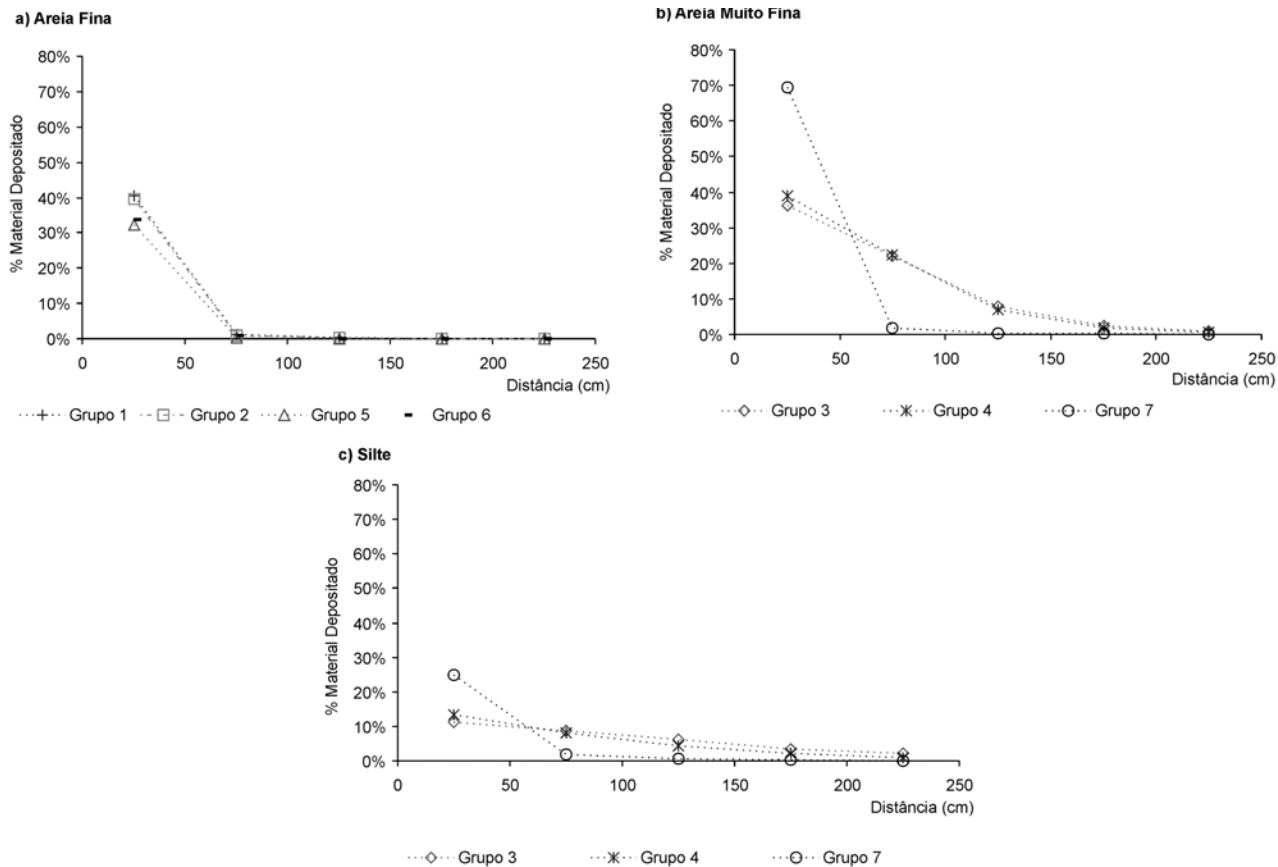 a) Areia Fina
80%
70%
60%
50%
40%
30%
20%
10%
0%
% Material Depositado
0 50 100 150 200 250
Distância (cm)
Grupo 1 Grupo 2 Grupo 5 Grupo 6
b) Areia Muito Fina
80%
70%
60%
50%
40%
30%
20%
10%
0%
% Material Depositado
0 50 100 150 200 250
Distância (cm)
Grupo 3 Grupo 4 Grupo 7
c) Silte
80%
70%
60%
50%
40%
30%
20%
10%
0%
% Material Depositado
0 50 100 150 200 250
Distância (cm)
Grupo 3 Grupo 4 Grupo 7